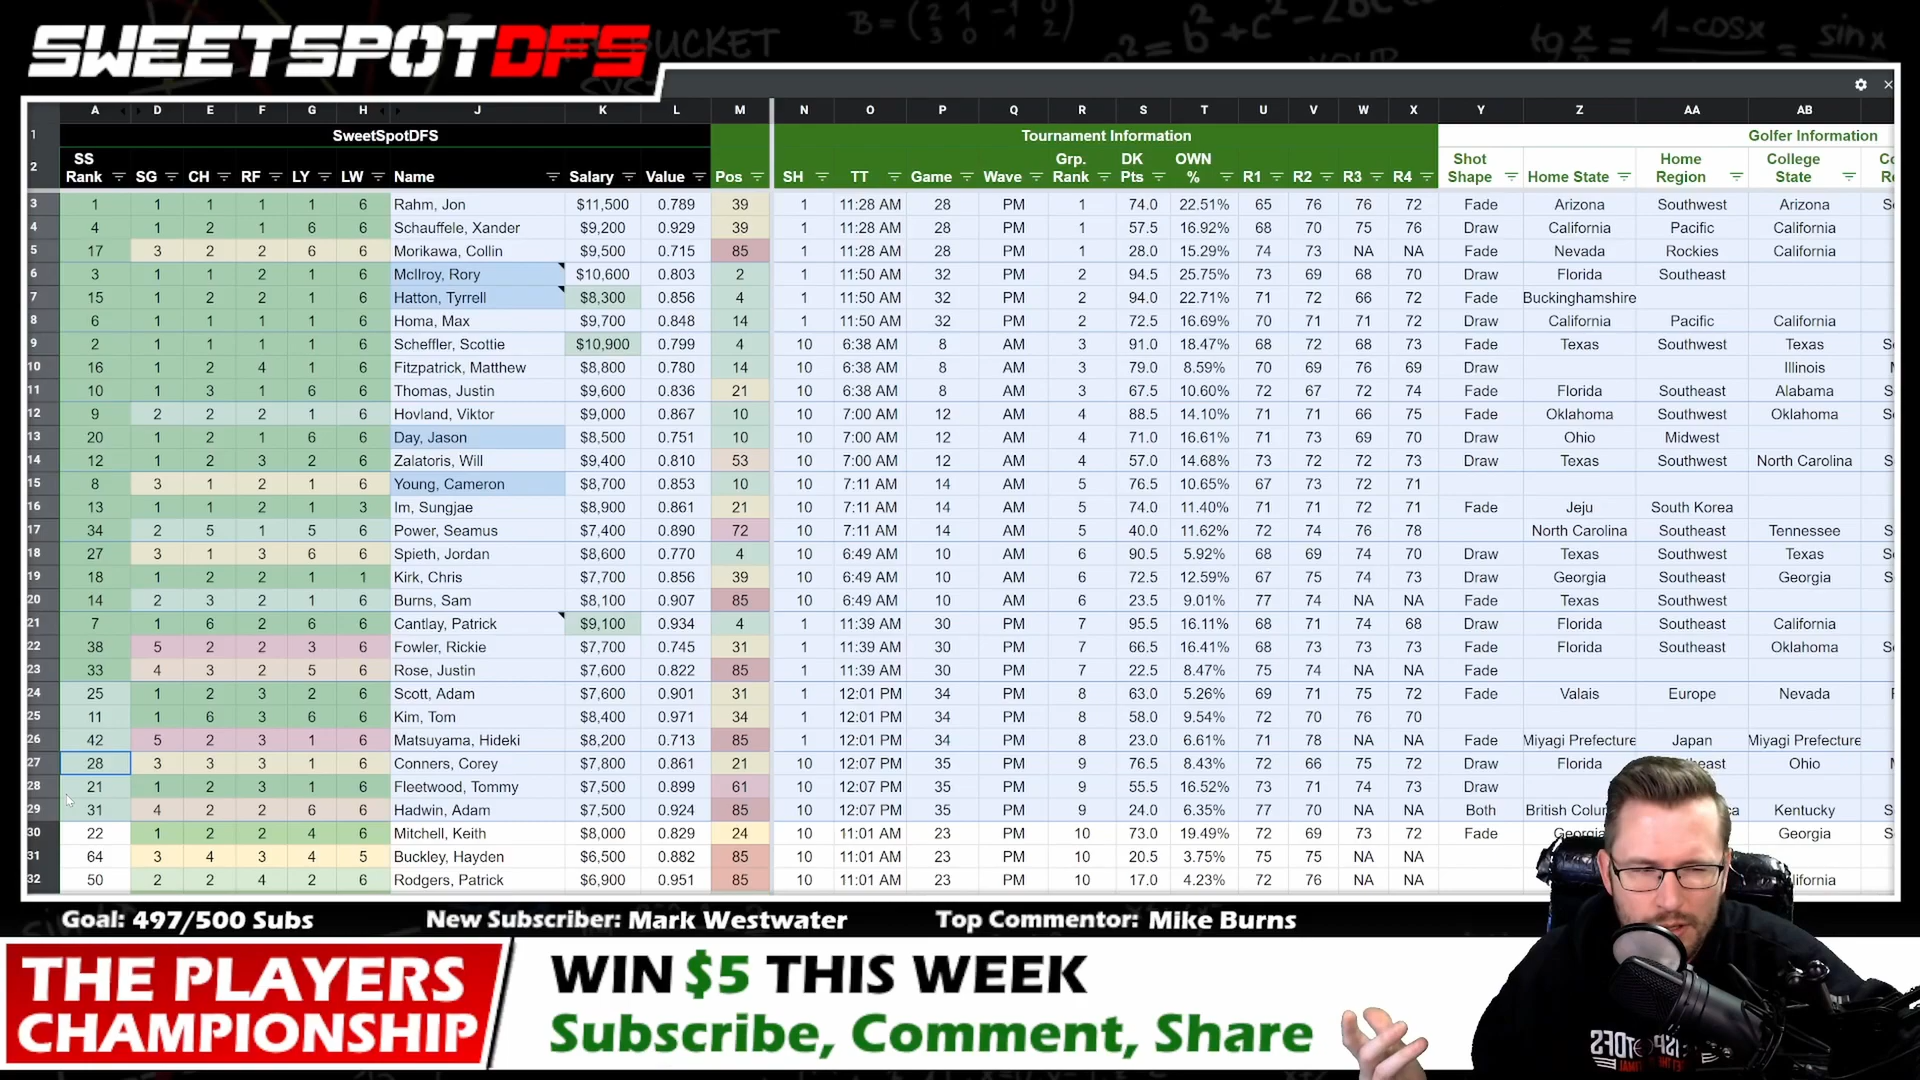 SWEETSPOTDFS
BUCKET
A D E F G H J K L M N O P Q R S T U V W X Y Z AA AB
1 SweetSpotDFS Tournament Information Golfer Information
2 SS Rank SG CH RF LY LW Name Salary Value Pos SH TT Game Wave Grp. Rank DK Pts OWN % R1 R2 R3 R4 Shot Shape Home State Home Region College State
3 1 1 1 1 1 6 Rahm, Jon $11,500 0.789 39 1 11:28 AM 28 PM 1 74.0 22.51% 65 76 76 72 Fade Arizona Southwest Arizona
4 4 1 2 1 6 6 Schauffele, Xander $9,200 0.929 39 1 11:28 AM 28 PM 1 57.5 16.92% 68 70 75 76 Draw California Pacific California
5 17 3 2 2 6 6 Morikawa, Collin $9,500 0.715 85 1 11:28 AM 28 PM 1 28.0 15.29% 74 73 NA NA Fade Nevada Rockies California
6 3 1 1 2 1 6 McIlroy, Rory $10,600 0.803 2 1 11:50 AM 32 PM 2 94.5 25.75% 73 69 68 70 Draw Florida Southeast
7 15 1 2 2 1 6 Hatton, Tyrrell $8,300 0.856 4 1 11:50 AM 32 PM 2 94.0 22.71% 71 72 66 72 Fade Buckinghamshire
8 6 1 1 1 1 6 Homa, Max $9,700 0.848 14 1 11:50 AM 32 PM 2 72.5 16.69% 70 71 71 72 Draw California Pacific California
9 2 1 1 1 1 6 Scheffler, Scottie $10,900 0.799 4 10 6:38 AM 8 AM 3 91.0 18.47% 68 72 68 73 Fade Texas Southwest Texas
10 16 1 2 4 1 6 Fitzpatrick, Matthew $8,800 0.780 14 10 6:38 AM 8 AM 3 79.0 8.59% 70 69 76 69 Draw Illinois
11 10 1 3 1 6 6 Thomas, Justin $9,600 0.836 21 10 6:38 AM 8 AM 3 67.5 10.60% 72 67 72 74 Fade Florida Southeast Alabama
12 9 2 2 2 1 6 Hovland, Viktor $9,000 0.867 10 10 7:00 AM 12 AM 4 88.5 14.10% 71 71 66 75 Fade Oklahoma Southwest Oklahoma
13 20 1 2 1 6 6 Day, Jason $8,500 0.751 10 10 7:00 AM 12 AM 4 71.0 16.61% 71 73 69 70 Draw Ohio Midwest
14 12 1 2 3 2 6 Zalatoris, Will $9,400 0.810 53 10 7:00 AM 12 AM 4 57.0 14.68% 73 72 72 73 Draw Texas Southwest North Carolina
15 8 3 1 2 1 6 Young, Cameron $8,700 0.853 10 10 7:11 AM 14 AM 5 76.5 10.65% 67 73 72 71
16 13 1 1 2 1 3 Im, Sungjae $8,900 0.861 21 10 7:11 AM 14 AM 5 74.0 11.40% 71 71 72 71 Fade Jeju South Korea
17 34 2 5 1 5 6 Power, Seamus $7,400 0.890 72 10 7:11 AM 14 AM 5 40.0 11.62% 72 74 76 78 North Carolina Southeast Tennessee
18 27 3 1 3 6 6 Spieth, Jordan $8,600 0.770 4 10 6:49 AM 10 AM 6 90.5 5.92% 68 69 74 70 Draw Texas Southwest Texas
19 18 1 2 2 1 1 Kirk, Chris $7,700 0.856 39 10 6:49 AM 10 AM 6 72.5 12.59% 67 75 74 73 Draw Georgia Southeast Georgia
20 14 2 3 2 1 6 Burns, Sam $8,100 0.907 85 10 6:49 AM 10 AM 6 23.5 9.01% 77 74 NA NA Fade Texas Southwest
21 7 1 6 2 6 6 Cantlay, Patrick $9,100 0.934 4 1 11:39 AM 30 PM 7 95.5 16.11% 68 71 74 68 Draw Florida Southeast California
22 38 5 2 2 3 6 Fowler, Rickie $7,700 0.745 31 1 11:39 AM 30 PM 7 66.5 16.41% 68 73 73 73 Fade Florida Southeast Oklahoma
23 33 4 3 2 5 6 Rose, Justin $7,600 0.822 85 1 11:39 AM 30 PM 7 22.5 8.47% 75 74 NA NA Fade
24 25 1 2 3 2 6 Scott, Adam $7,600 0.901 31 1 12:01 PM 34 PM 8 63.0 5.26% 69 71 75 72 Fade Valais Europe Nevada
25 11 1 6 3 6 6 Kim, Tom $8,400 0.971 34 1 12:01 PM 34 PM 8 58.0 9.54% 72 70 76 70
26 42 5 2 3 1 6 Matsuyama, Hideki $8,200 0.713 85 1 12:01 PM 34 PM 8 23.0 6.61% 71 78 NA NA Fade Miyagi Prefecture Japan Miyagi Prefecture
27 28 3 3 3 1 6 Conners, Corey $7,800 0.861 21 1 12:07 PM 35 PM 9 76.5 8.43% 72 66 75 72 Fade Florida Ohio
28 21 1 2 3 1 6 Fleetwood, Tommy $7,500 0.899 61 1 12:07 PM 35 PM 9 55.5 16.52% 73 71 74 73 Draw
29 31 4 2 2 6 6 Hadwin, Adam $7,500 0.924 85 1 12:07 PM 35 PM 9 24.0 6.35% 77 70 NA NA Both British Kentucky
30 22 1 2 2 4 6 Mitchell, Keith $8,000 0.829 24 10 11:01 AM 23 PM 10 73.0 19.49% 72 69 73 72 Fade Georgia Georgia
31 64 3 4 3 4 5 Buckley, Hayden $6,500 0.882 85 10 11:01 AM 23 PM 10 20.5 3.75% 75 75 NA NA
32 50 2 2 4 2 6 Rodgers, Patrick $6,900 0.951 85 10 11:01 AM 23 PM 10 17.0 4.23% 72 76 NA NA
Goal: 497/500 Subs New Subscriber: Mark Westwater Top Commentor: Mike Burns
THE PLAYERS
CHAMPIONSHIP
WIN $5 THIS WEEK
Subscribe, Comment, Share